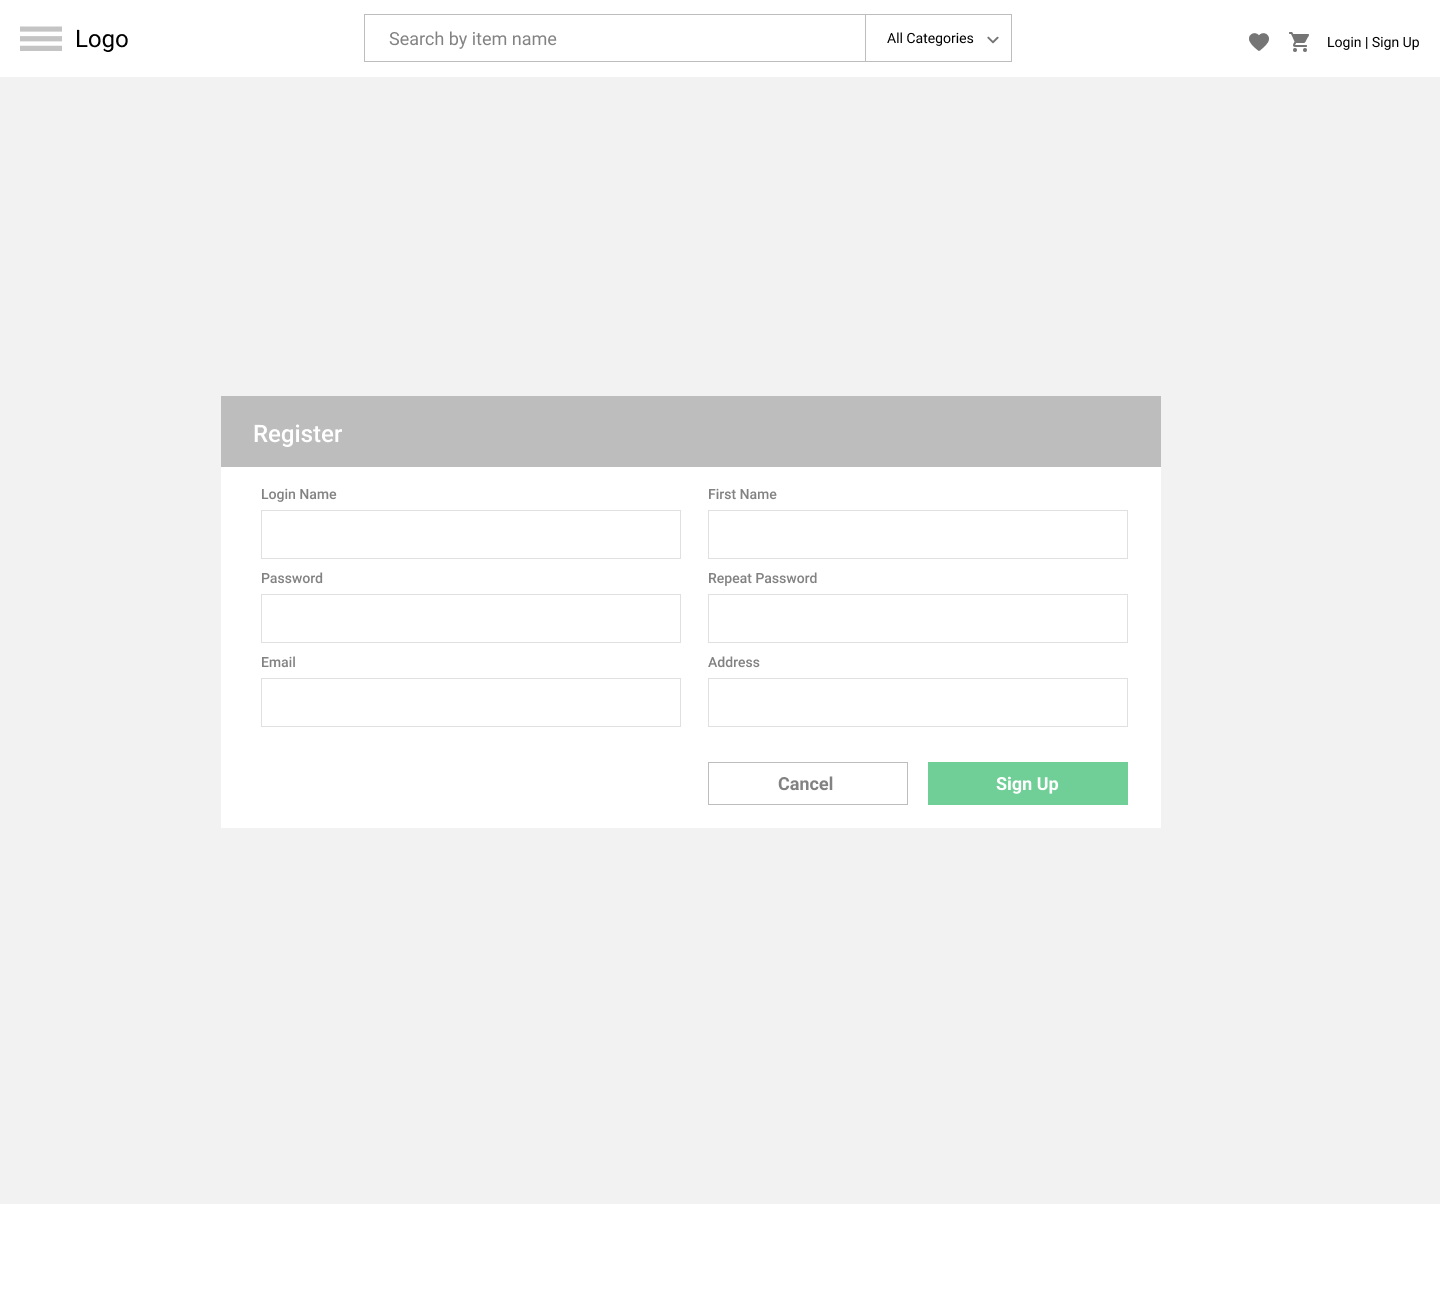 Logo
Search by item name
All Categories
Login | Sign Up
Register
Login Name
First Name
Password
Repeat Password
Email
Address
Cancel
Sign Up